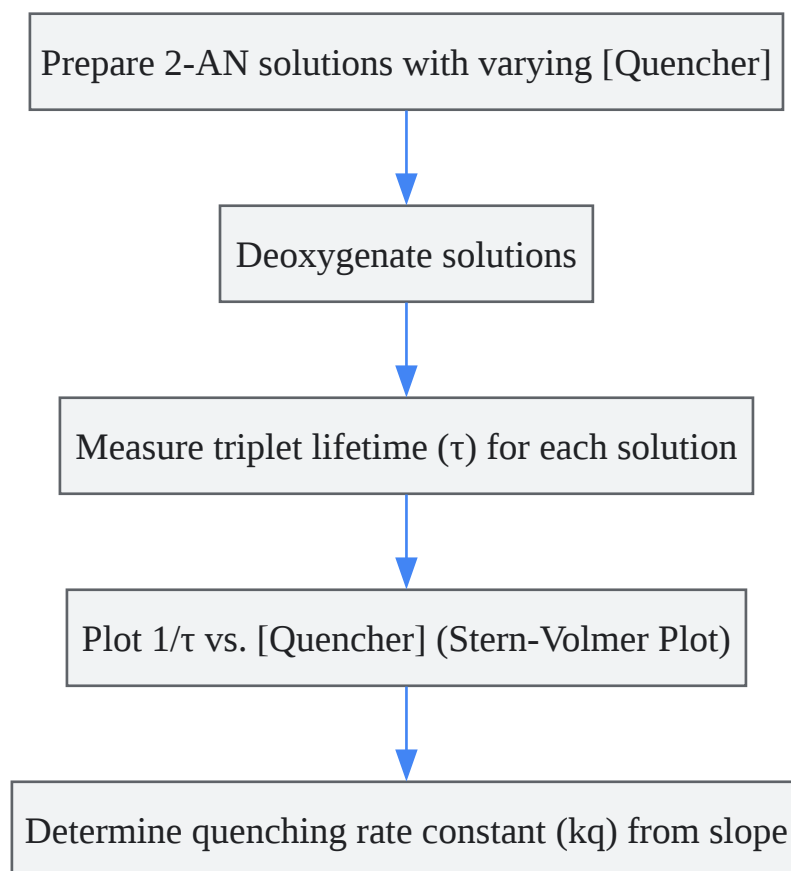 Prepare 2-AN solutions with varying [Quencher]
Deoxygenate solutions
Measure triplet lifetime (τ) for each solution
Plot 1/τ vs. [Quencher] (Stern-Volmer Plot)
Determine quenching rate constant (kq) from slope